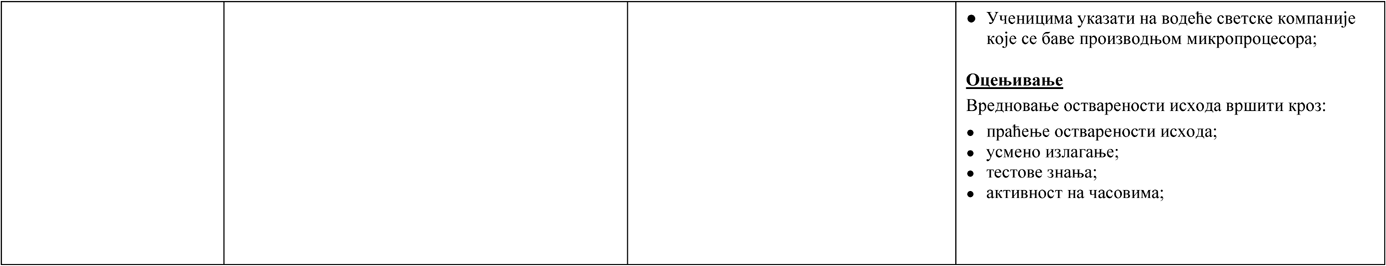 ● Ученицима указати на водеће светске компаније
које се баве производњом микропроцесора;
Оцењивање
Вредновање остварености исхода вршити кроз:
● праћење остварености исхода;
● усмено излагање;
● тестове знања;
● активност на часовима;